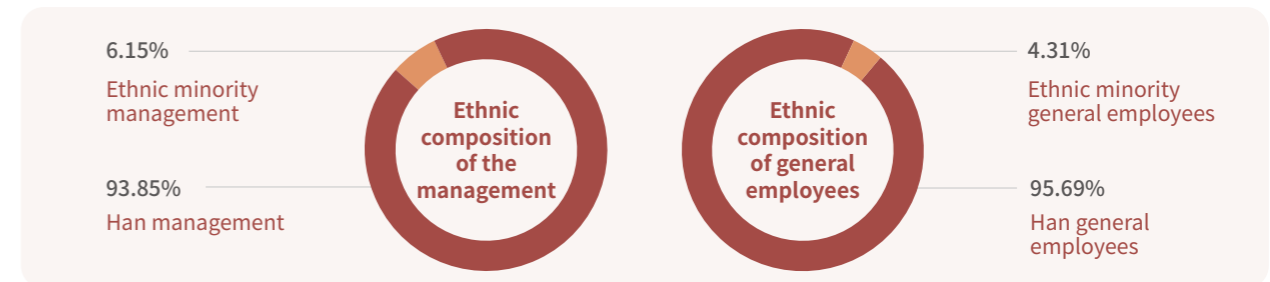 6.15%
Ethnic minority
management
93.85%
Han management
Ethnic
composition
of the
management
Ethnic
composition
of general
employees
4.31%
Ethnic minority
general employees
95.69%
Han general
employees